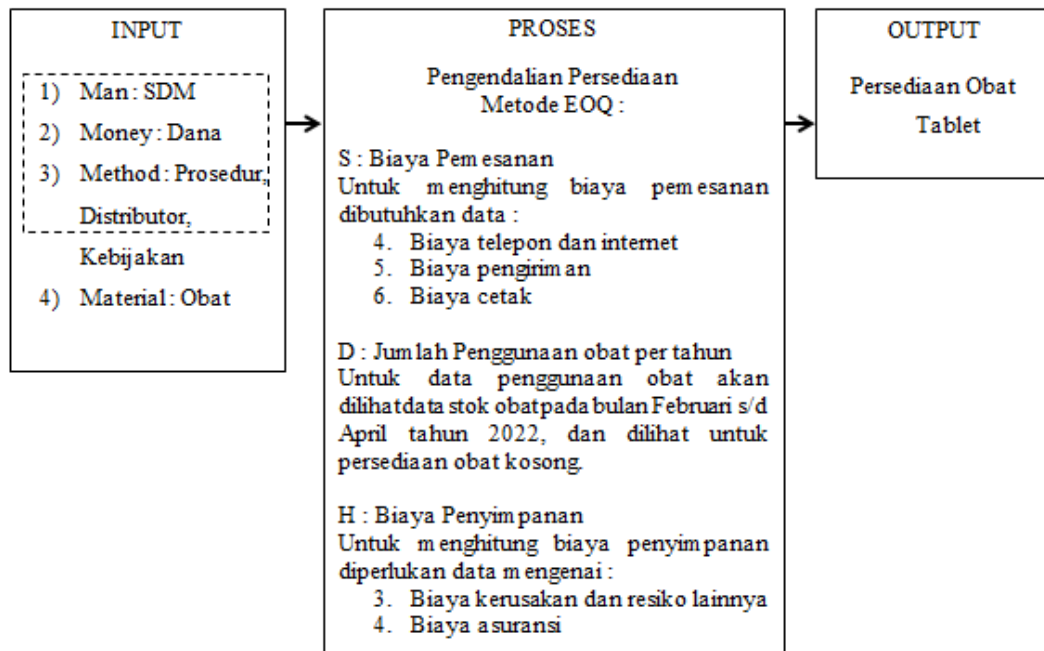 INPUT
1) Man : SDM
2) Money : Dana
3) Method : Prosedur,
Distributor,
Kebijakan
4) Material : Obat
PROSES
Pengendalian Persediaan
Metode EOQ :
S : Biaya Pemesanan
Untuk menghitung biaya pemesanan
dibutuhkan data :
4. Biaya telepon dan internet
5. Biaya pengiriman
6. Biaya cetak
D : Jumlah Penggunaan obat per tahun
Untuk data penggunaan obat akan
dilihat data stok obat pada bulan Februari s/d
April tahun 2022, dan dilihat untuk
persediaan obat kosong.
H : Biaya Penyimpanan
Untuk menghitung biaya penyimpanan
diperlukan data mengenai :
3. Biaya kerusakan dan resiko lainnya
4. Biaya asuransi
OUTPUT
Persediaan Obat
Tablet